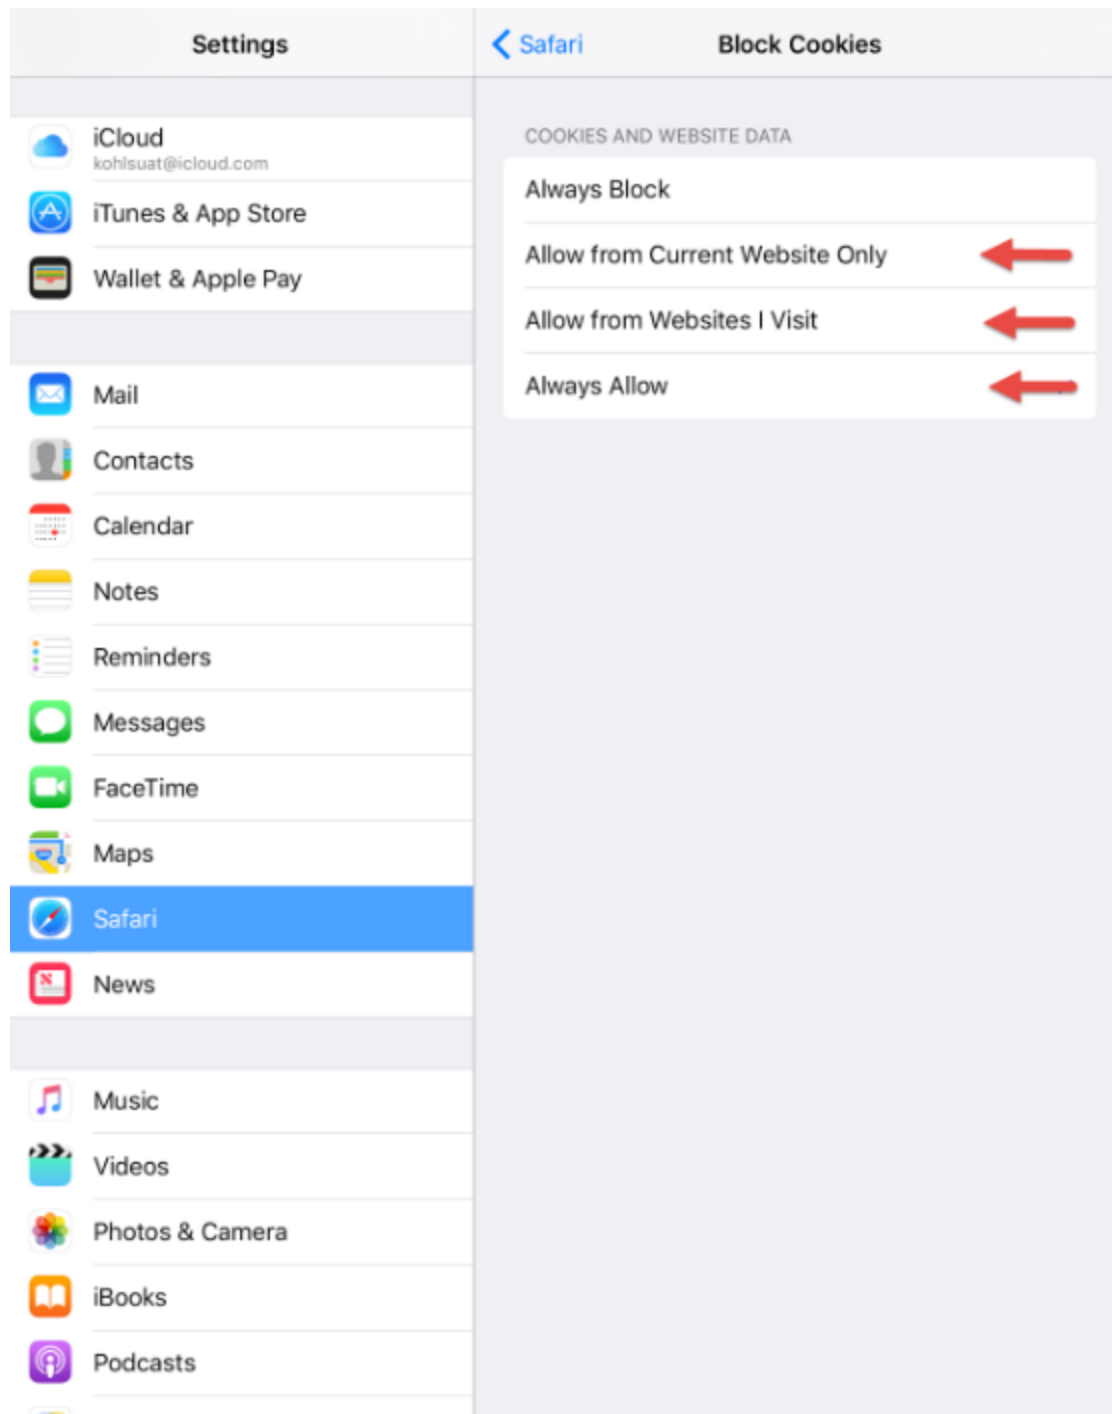 Settings
iCloud
kohlsuat@icloud.com
iTunes & App Store
Wallet & Apple Pay
Mail
Contacts
Calendar
Notes
Reminders
Messages
FaceTime
Maps
Safari
News
Music
Videos
Photos & Camera
iBooks
Podcasts
Safari
Block Cookies
COOKIES AND WEBSITE DATA
Always Block
Allow from Current Website Only
Allow from Websites I Visit
Always Allow